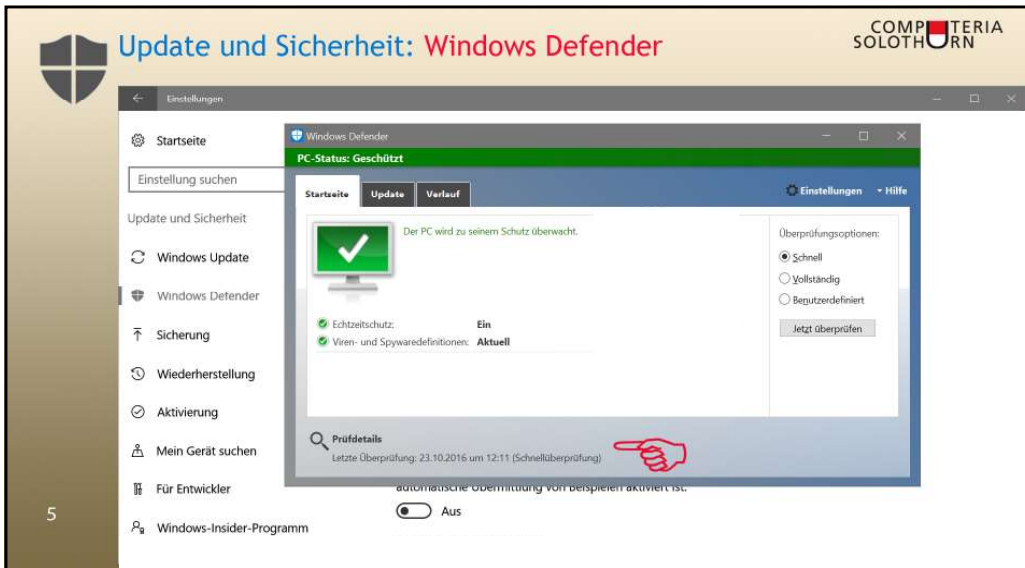 Update und Sicherheit: Windows Defender
COMPUTERIA
SOLOTHURN
Einstellungen
Startseite
Einstellung suchen
Update und Sicherheit
Windows Update
Windows Defender
Sicherung
Wiederherstellung
Aktivierung
Mein Gerät suchen
Für Entwickler
Windows-Insider-Programm
Windows Defender
PC-Status: Geschützt
Startseite Update Verlauf Einstellungen Hilfe
Der PC wird zu seinem Schutz überwacht.
Echtzeitschutz: Ein
Viren- und Spywaredefinitionen: Aktuell
Überprüfungsoptionen:
Schnell
Vollständig
Benutzerdefiniert
Jetzt überprüfen
Prüfdetails
Letzte Überprüfung: 23.10.2016 um 12:11 (Schnellüberprüfung)
automatische Übermittlung von Beispielen aktiviert ist.
Aus
5